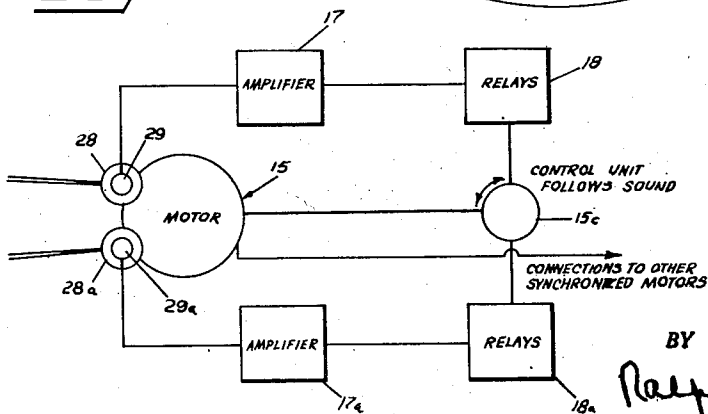 17
AMPLIFIER
RELAYS
18
28
29
15
MOTOR
CONTROL UNIT
FOLLOWS SOUND
15c
CONNECTIONS TO OTHER
SYNCHRONIZED MOTORS
28a
29a
AMPLIFIER
17a
RELAYS
18a
BY